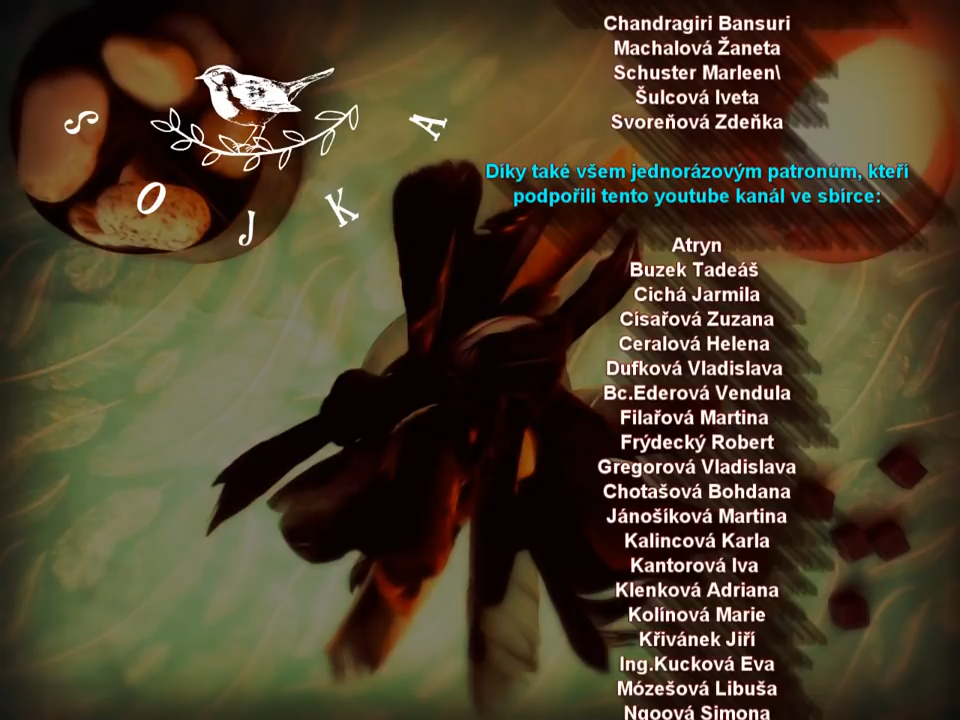 SOJKA
Chandragiri Bansuri
Machalová Žaneta
Schuster Marleen\
Šulcová Iveta
Svoreňová Zdeňka
Díky také všem jednorázovým patronům, kteří
podpořili tento youtube kanál ve sbírce:
Atryn
Buzek Tadeáš
Cichá Jarmila
Císařová Zuzana
Ceralová Helena
Dufková Vladislava
Bc.Ederová Vendula
Filařová Martina
Frýdecký Robert
Gregorová Vladislava
Chotašová Bohdana
Jánošíková Martina
Kalincová Karla
Kantorová Iva
Klenková Adriana
Kolínová Marie
Křivánek Jiří
Ing.Kucková Eva
Mózešová Libuša
Ngoová Simona